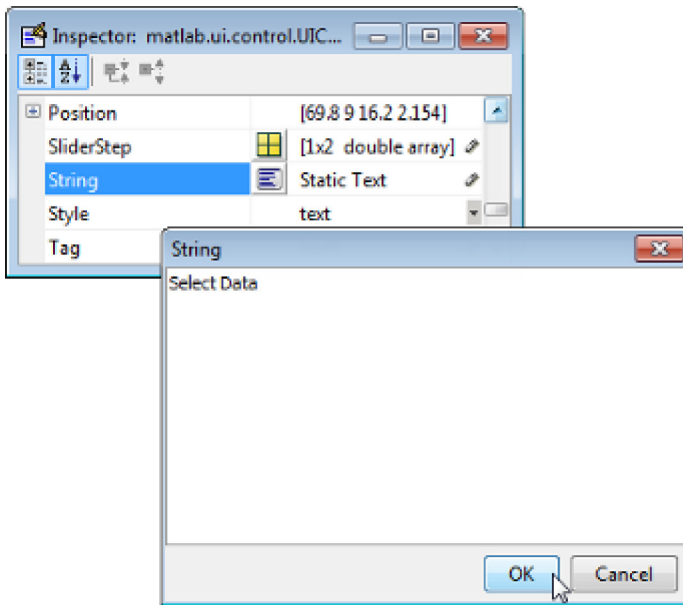 Inspector: matlab.ui.control.UIC...
Position [69.8 9 16.2 2.154]
SliderStep [1x2 double array]
String Static Text
Style text
Tag
String
Select Data
OK Cancel